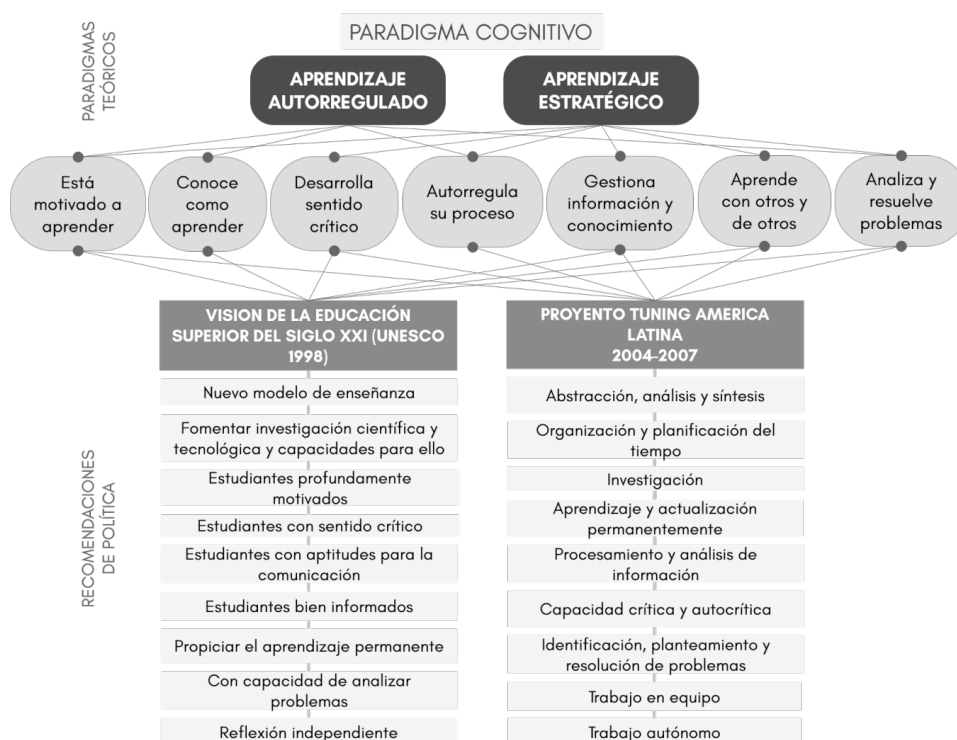 PARADIGMAS
TEÓRICOS
PARADIGMA COGNITIVO
APRENDIZAJE
AUTORREGULADO
APRENDIZAJE
ESTRATÉGICO
Está
motivado a
aprender
Conoce
como
aprender
Desarrolla
sentido
crítico
Autorregula
su proceso
Gestiona
información y
conocimiento
Aprende
con otros y
de otros
Analiza y
resuelve
problemas
RECOMENDACIONES
DE POLÍTICA
VISION DE LA EDUCACIÓN
SUPERIOR DEL SIGLO XXI (UNESCO
1998)
Nuevo modelo de enseñanza
Fomentar investigación científica y
tecnológica y capacidades para ello
Estudiantes profundamente
motivados
Estudiantes con sentido crítico
Estudiantes con aptitudes para la
comunicación
Estudiantes bien informados
Propiciar el aprendizaje permanente
Con capacidad de analizar
problemas
Reflexión independiente
PROYENTO TUNING AMERICA
LATINA
2004-2007
Abstracción, análisis y síntesis
Organización y planificación del
tiempo
Investigación
Aprendizaje y actualización
permanentemente
Procesamiento y análisis de
información
Capacidad crítica y autocrítica
Identificación, planteamiento y
resolución de problemas
Trabajo en equipo
Trabajo autónomo